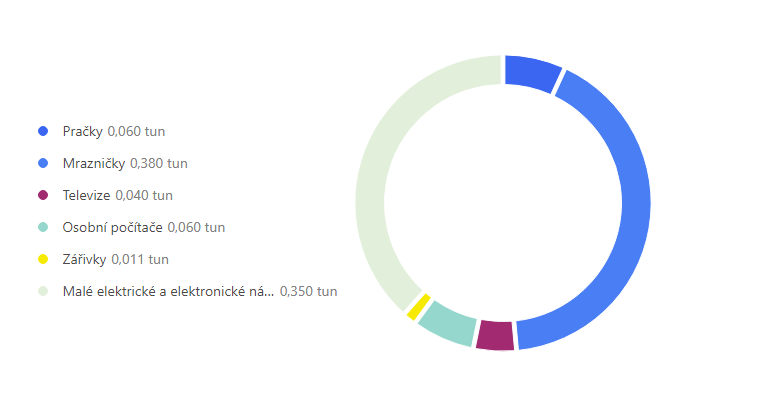 Pračky 0,060 tun
Mrazničky 0,380 tun
Televize 0,040 tun
Osobní počítače 0,060 tun
Zářivky 0,011 tun
Malé elektrické a elektronické ná... 0,350 tun